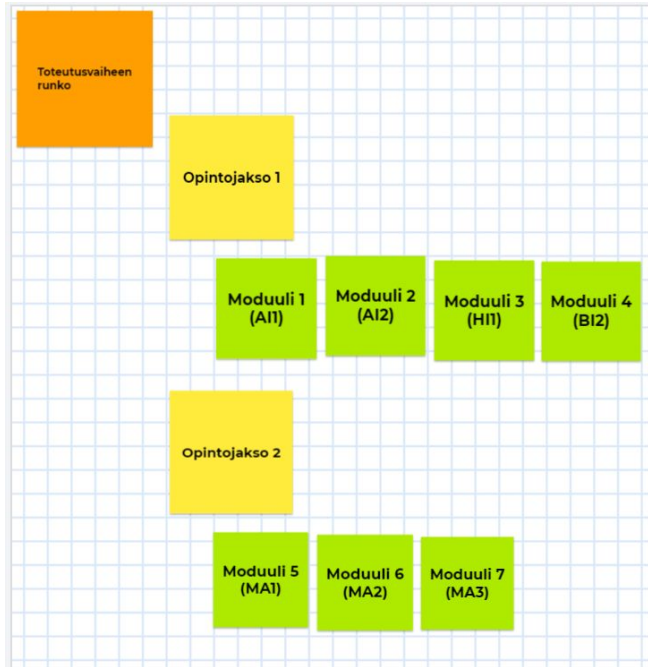 Toteutusvaiheen
runko
Opintojakso 1
Moduuli 1
(AI1)
Moduuli 2
(AI2)
Moduuli 3
(HI1)
Moduuli 4
(BI2)
Opintojakso 2
Moduuli 5
(MA1)
Moduuli 6
(MA2)
Moduuli 7
(MA3)